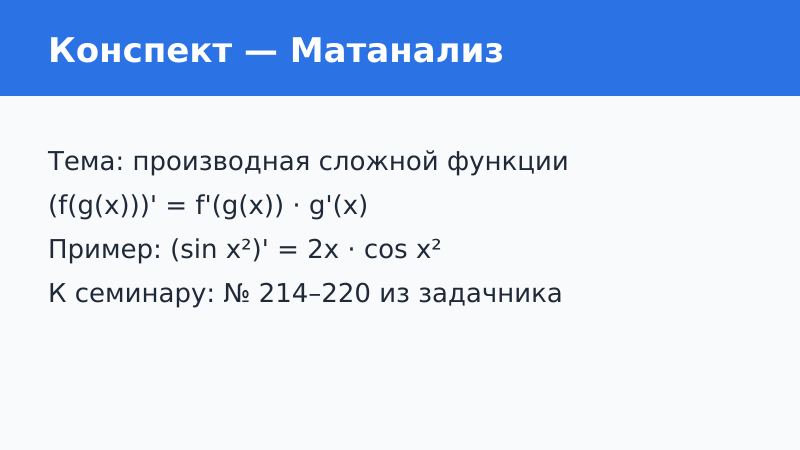 Конспект — Матанализ
Тема: производная сложной функции
(f(g(x)))' = f'(g(x)) · g'(x)
Пример: (sin x²)' = 2x · cos x²
К семинару: № 214–220 из задачника